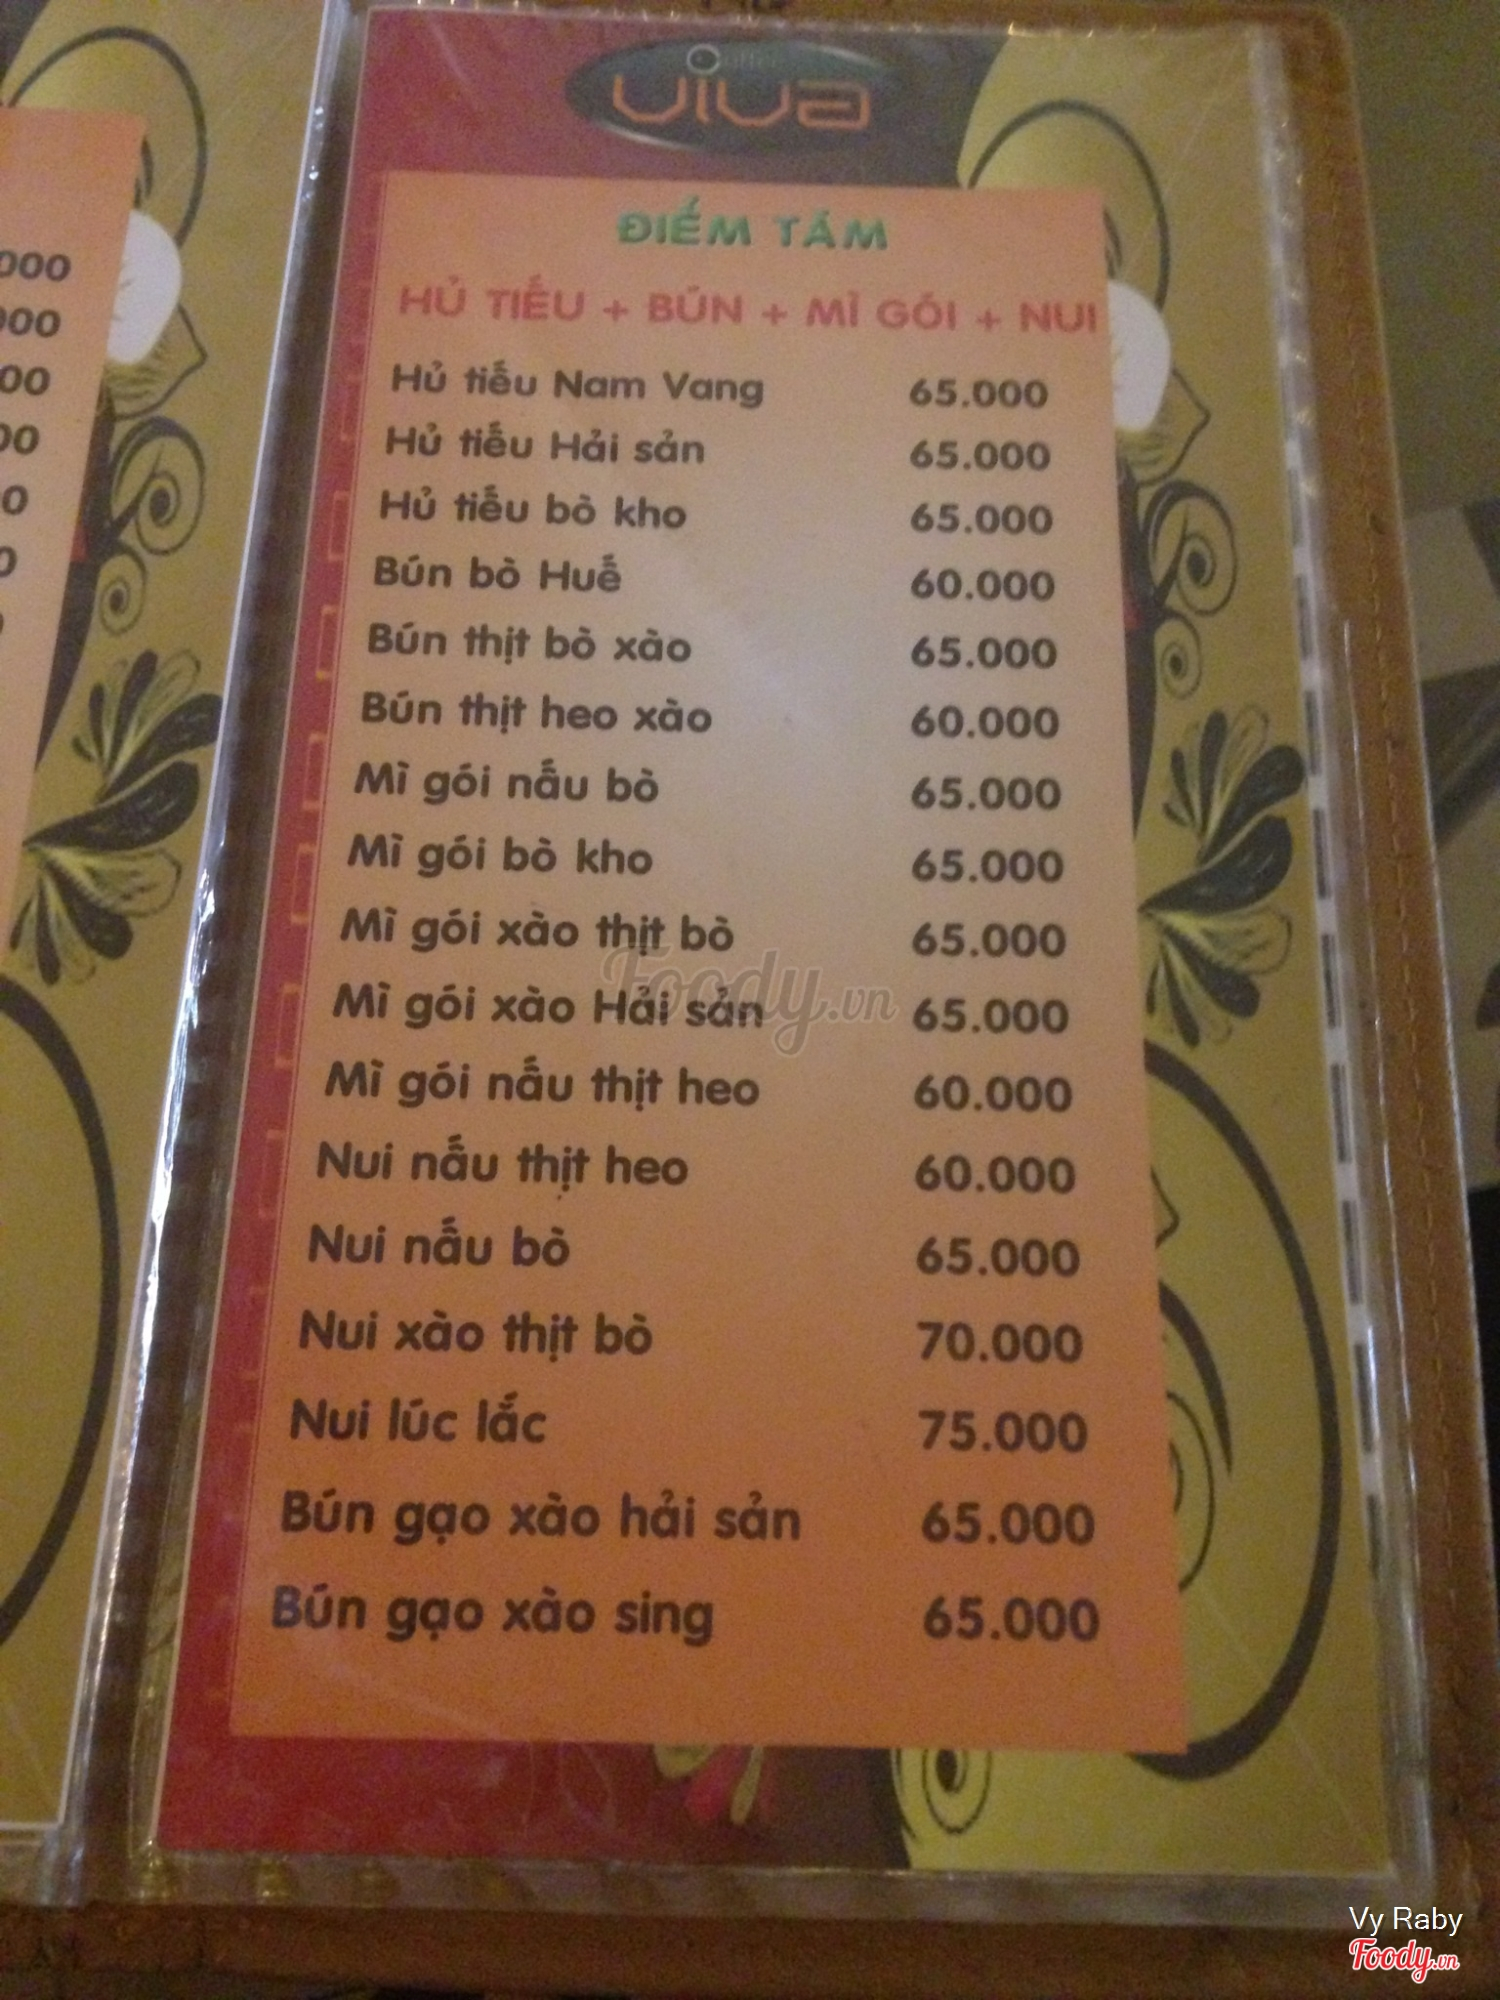 Coffee
viva
ĐIỂM TÂM
HỦ TIẾU + BÚN + MÌ GÓI + NUI
Hủ tiếu Nam Vang 65.000
Hủ tiếu Hải sản 65.000
Hủ tiếu bò kho 65.000
Bún bò Huế 60.000
Bún thịt bò xào 65.000
Bún thịt heo xào 60.000
Mì gói nấu bò 65.000
Mì gói bò kho 65.000
Mì gói xào thịt bò 65.000
Mì gói xào Hải sản 65.000
Mì gói nấu thịt heo 60.000
Nui nấu thịt heo 60.000
Nui nấu bò 65.000
Nui xào thịt bò 70.000
Nui lúc lắc 75.000
Bún gạo xào hải sản 65.000
Bún gạo xào sing 65.000
Foody.vn
Vy Raby
Foody.vn